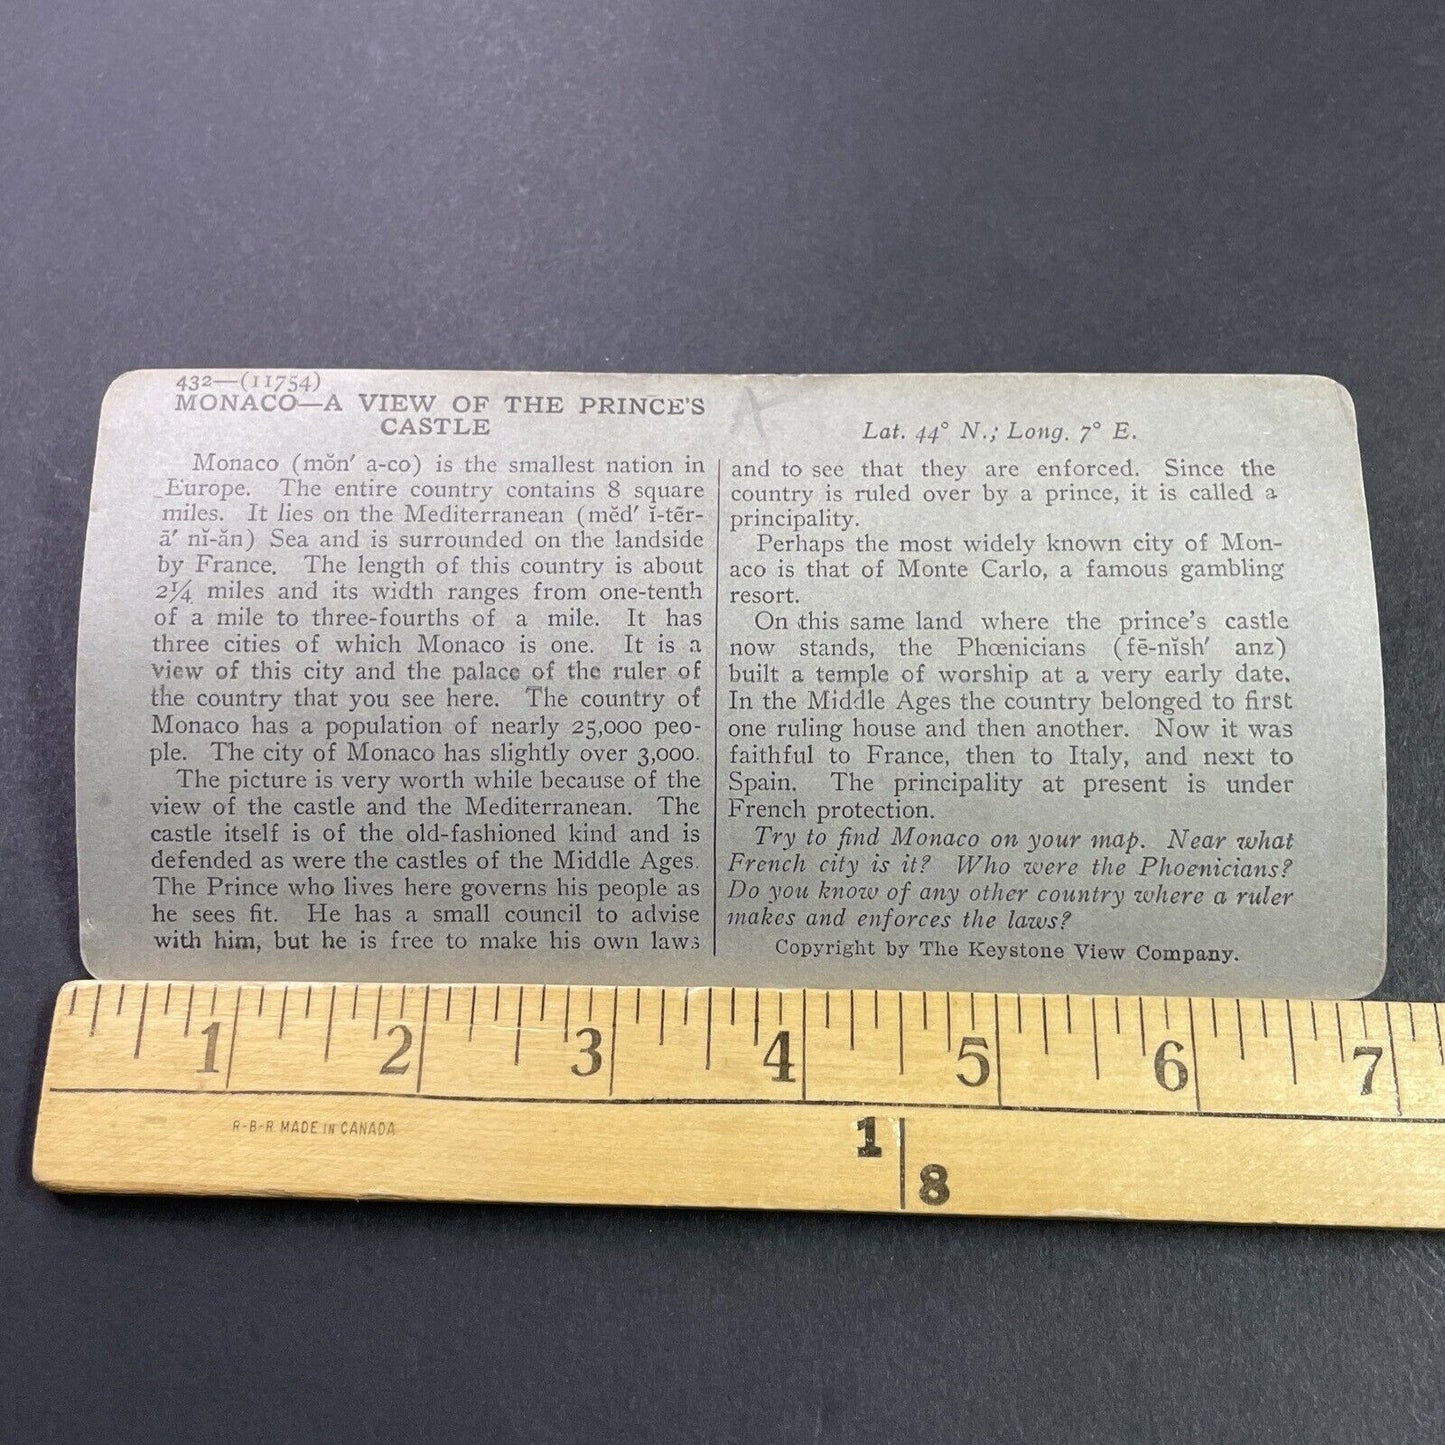 432—(11754)
MONACO—A VIEW OF THE PRINCE'S
CASTLE
Monaco (mŏn′ a-co) is the smallest nation in
Europe. The entire country contains 8 square
miles. It lies on the Mediterranean (mĕd′ ĭ-tẽr-
ā′ nĭ-ăn) Sea and is surrounded on the landside
by France. The length of this country is about
2¼ miles and its width ranges from one-tenth
of a mile to three-fourths of a mile. It has
three cities of which Monaco is one. It is a
view of this city and the palace of the ruler of
the country that you see here. The country of
Monaco has a population of nearly 25,000 peo-
ple. The city of Monaco has slightly over 3,000.
The picture is very worth while because of the
view of the castle and the Mediterranean. The
castle itself is of the old-fashioned kind and is
defended as were the castles of the Middle Ages.
The Prince who lives here governs his people as
he sees fit. He has a small council to advise
with him, but he is free to make his own laws
A
Lat. 44° N.; Long. 7° E.
and to see that they are enforced. Since the
country is ruled over by a prince, it is called a
principality.
Perhaps the most widely known city of Mon-
aco is that of Monte Carlo, a famous gambling
resort.
On this same land where the prince's castle
now stands, the Phœnicians (fē-nĭsh′ anz)
built a temple of worship at a very early date.
In the Middle Ages the country belonged to first
one ruling house and then another. Now it was
faithful to France, then to Italy, and next to
Spain. The principality at present is under
French protection.
Try to find Monaco on your map. Near what
French city is it? Who were the Phoenicians?
Do you know of any other country where a ruler
makes and enforces the laws?
Copyright by The Keystone View Company.
1 2 3 4 5 6 7
R-B-R MADE IN CANADA
1 8